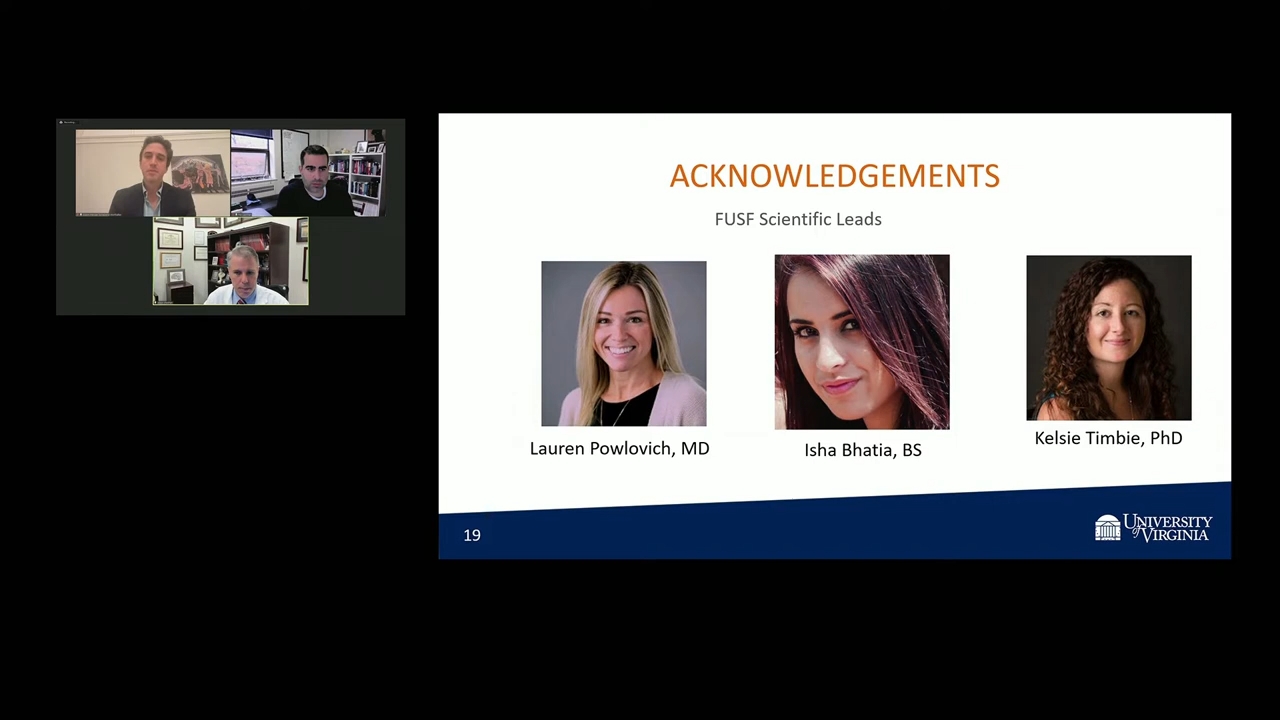 ACKNOWLEDGEMENTS
FUSF Scientific Leads
Lauren Powlovich, MD
Isha Bhatia, BS
Kelsie Timbie, PhD
19
UNIVERSITY
of VIRGINIA